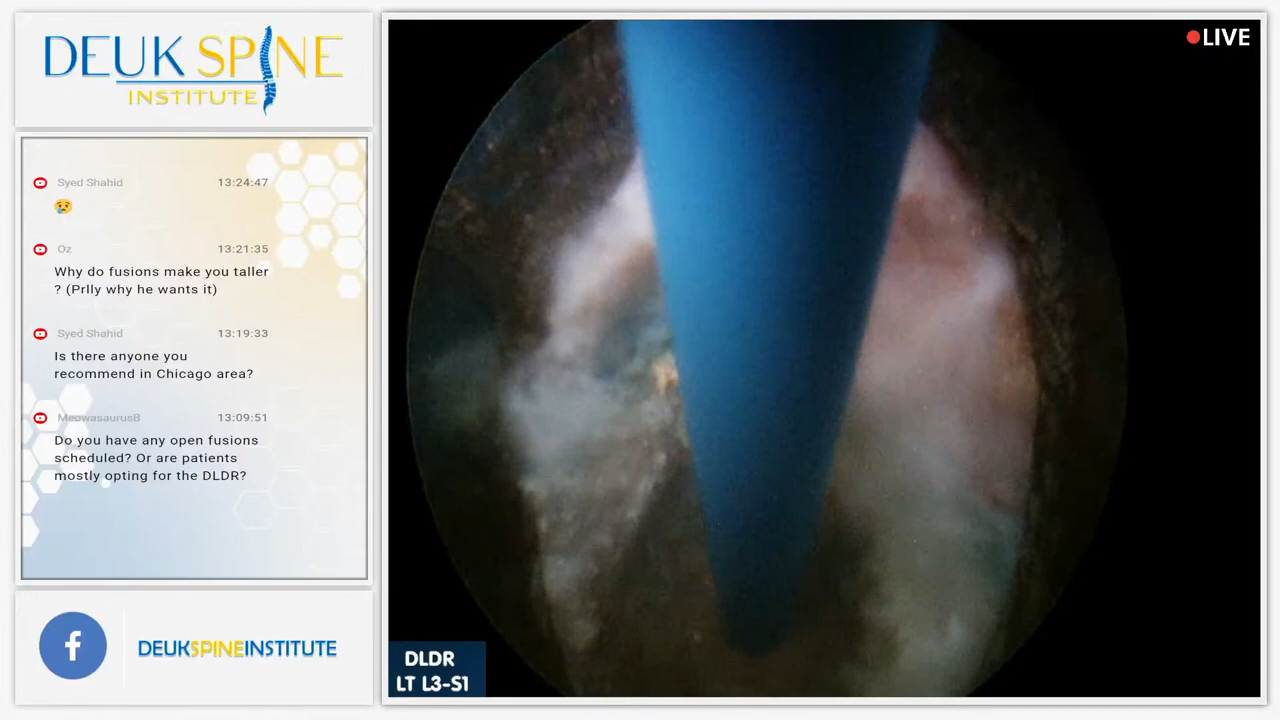 DEUK SPINE
INSTITUTE
Syed Shahid 13:24:47
😢
Oz 13:21:35
Why do fusions make you taller
? (Prlly why he wants it)
Syed Shahid 13:19:33
Is there anyone you
recommend in Chicago area?
MeowasaurusB 13:09:51
Do you have any open fusions
scheduled? Or are patients
mostly opting for the DLDR?
f
DEUKSPINEINSTITUTE
LIVE
DLDR
LT L3-S1